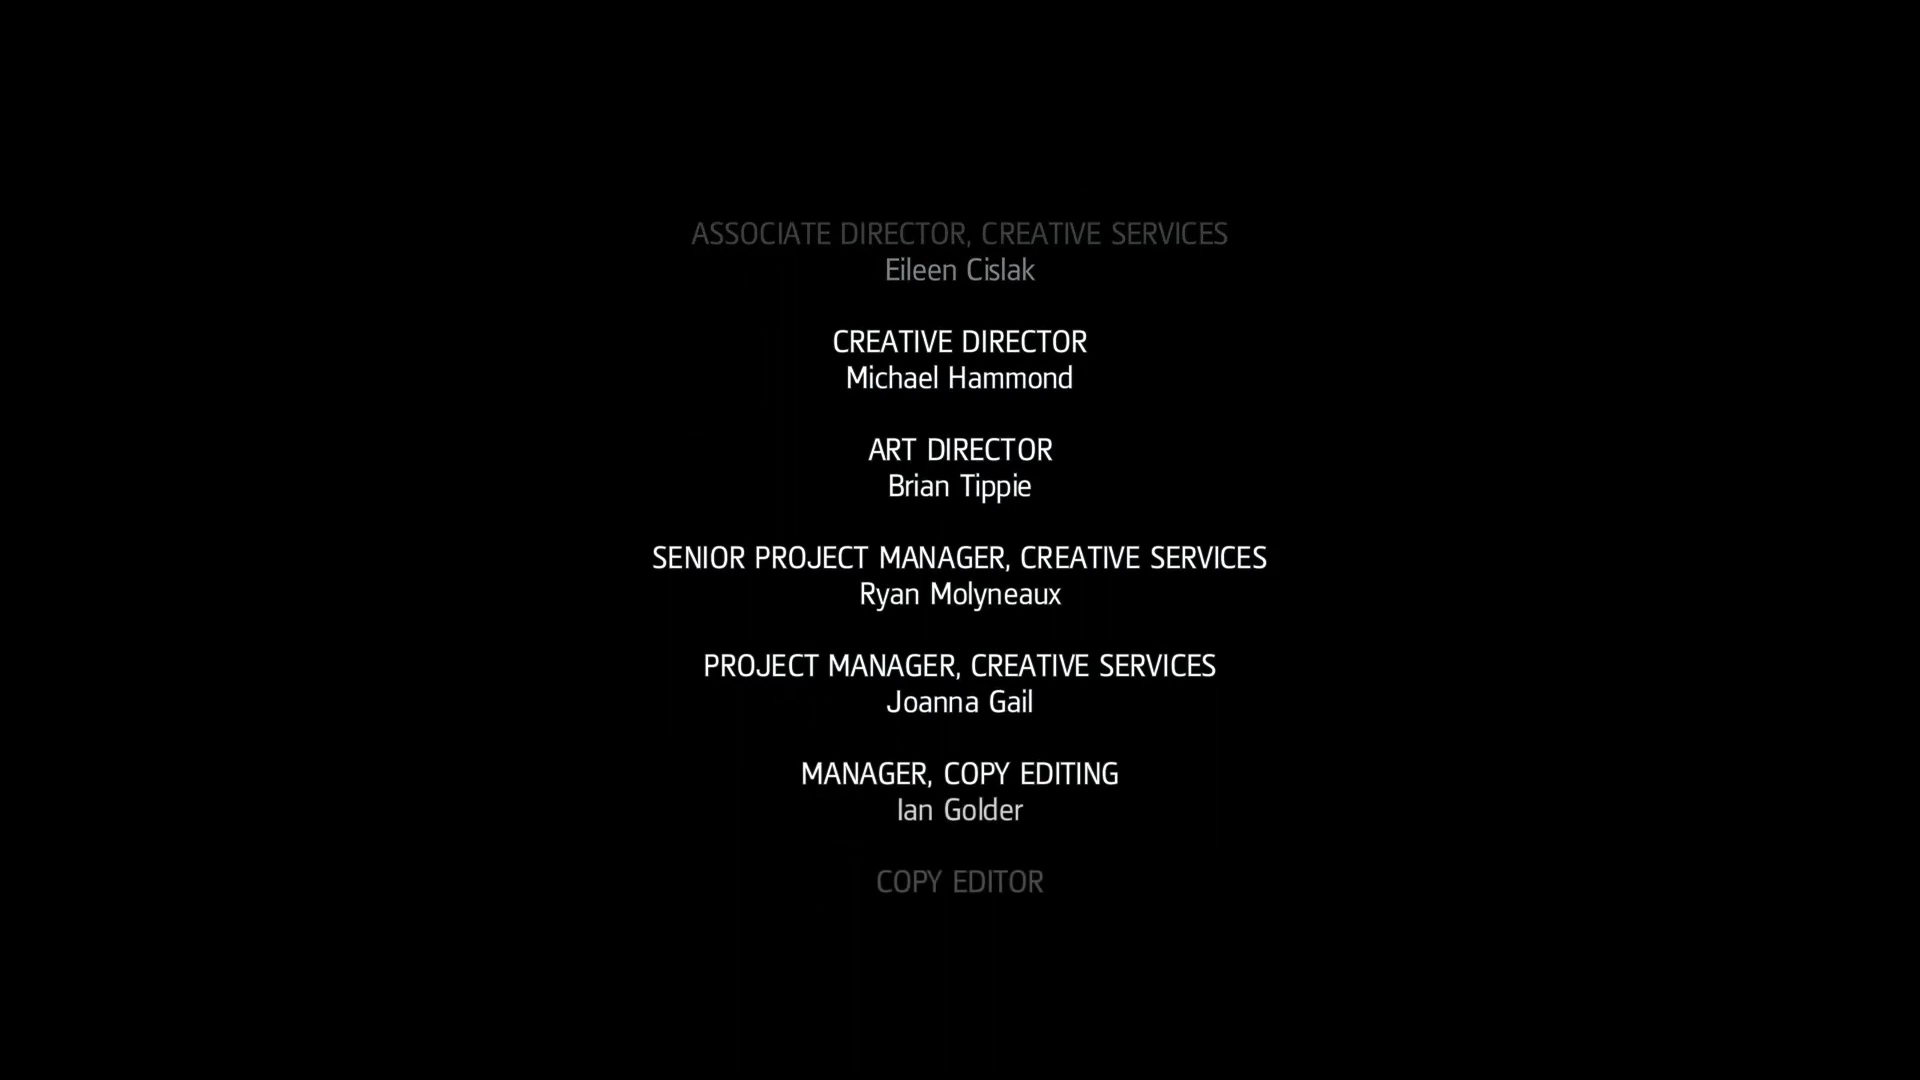 ASSOCIATE DIRECTOR, CREATIVE SERVICES
Eileen Cislak
CREATIVE DIRECTOR
Michael Hammond
ART DIRECTOR
Brian Tippie
SENIOR PROJECT MANAGER, CREATIVE SERVICES
Ryan Molyneaux
PROJECT MANAGER, CREATIVE SERVICES
Joanna Gail
MANAGER, COPY EDITING
Ian Golder
COPY EDITOR